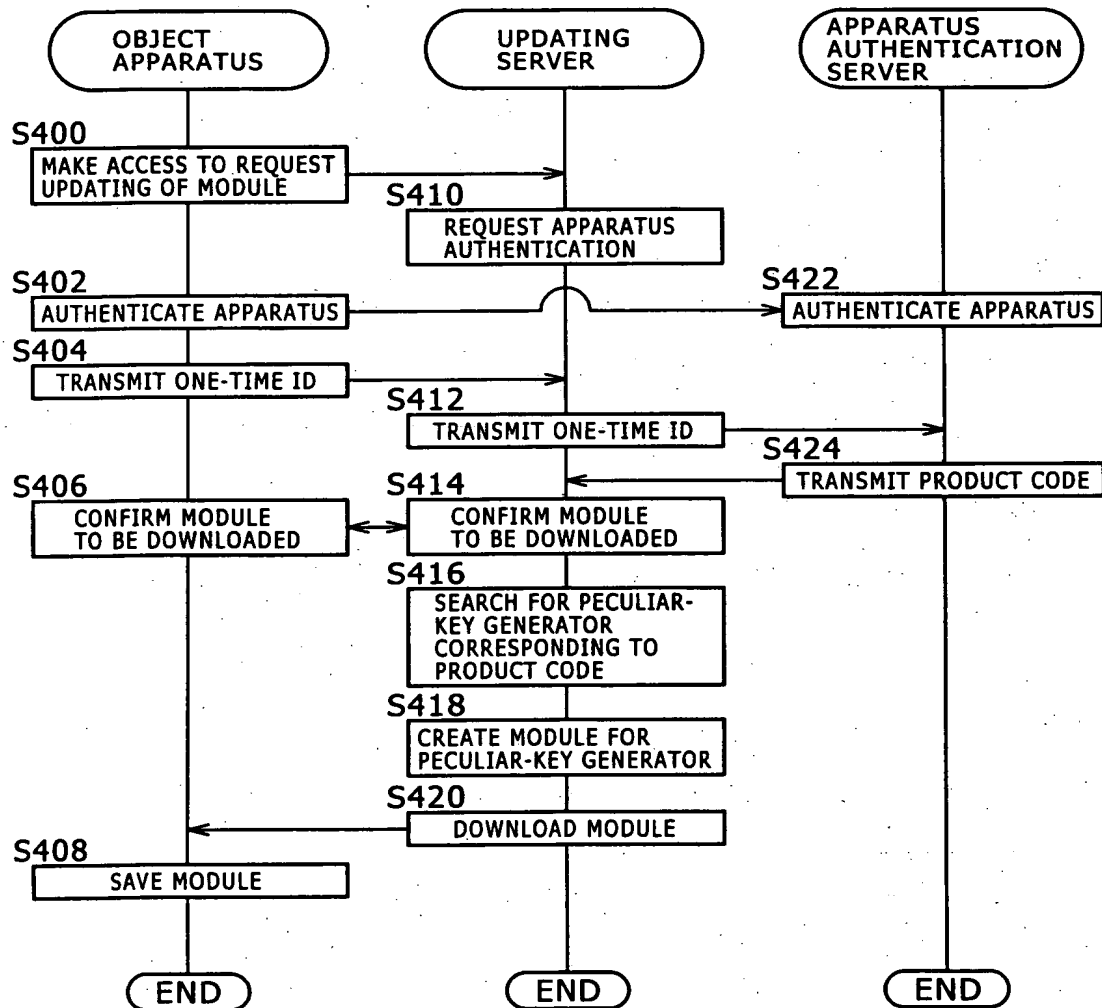 OBJECT
APPARATUS
UPDATING
SERVER
APPARATUS
AUTHENTICATION
SERVER
S400
MAKE ACCESS TO REQUEST
UPDATING OF MODULE
S410
REQUEST APPARATUS
AUTHENTICATION
S402
AUTHENTICATE APPARATUS
S422
AUTHENTICATE APPARATUS
S404
TRANSMIT ONE-TIME ID
S412
TRANSMIT ONE-TIME ID
S424
TRANSMIT PRODUCT CODE
S406
CONFIRM MODULE
TO BE DOWNLOADED
S414
CONFIRM MODULE
TO BE DOWNLOADED
S416
SEARCH FOR PECULIAR-
KEY GENERATOR
CORRESPONDING TO
PRODUCT CODE
S418
CREATE MODULE FOR
PECULIAR-KEY GENERATOR
S420
DOWNLOAD MODULE
S408
SAVE MODULE
END
END
END